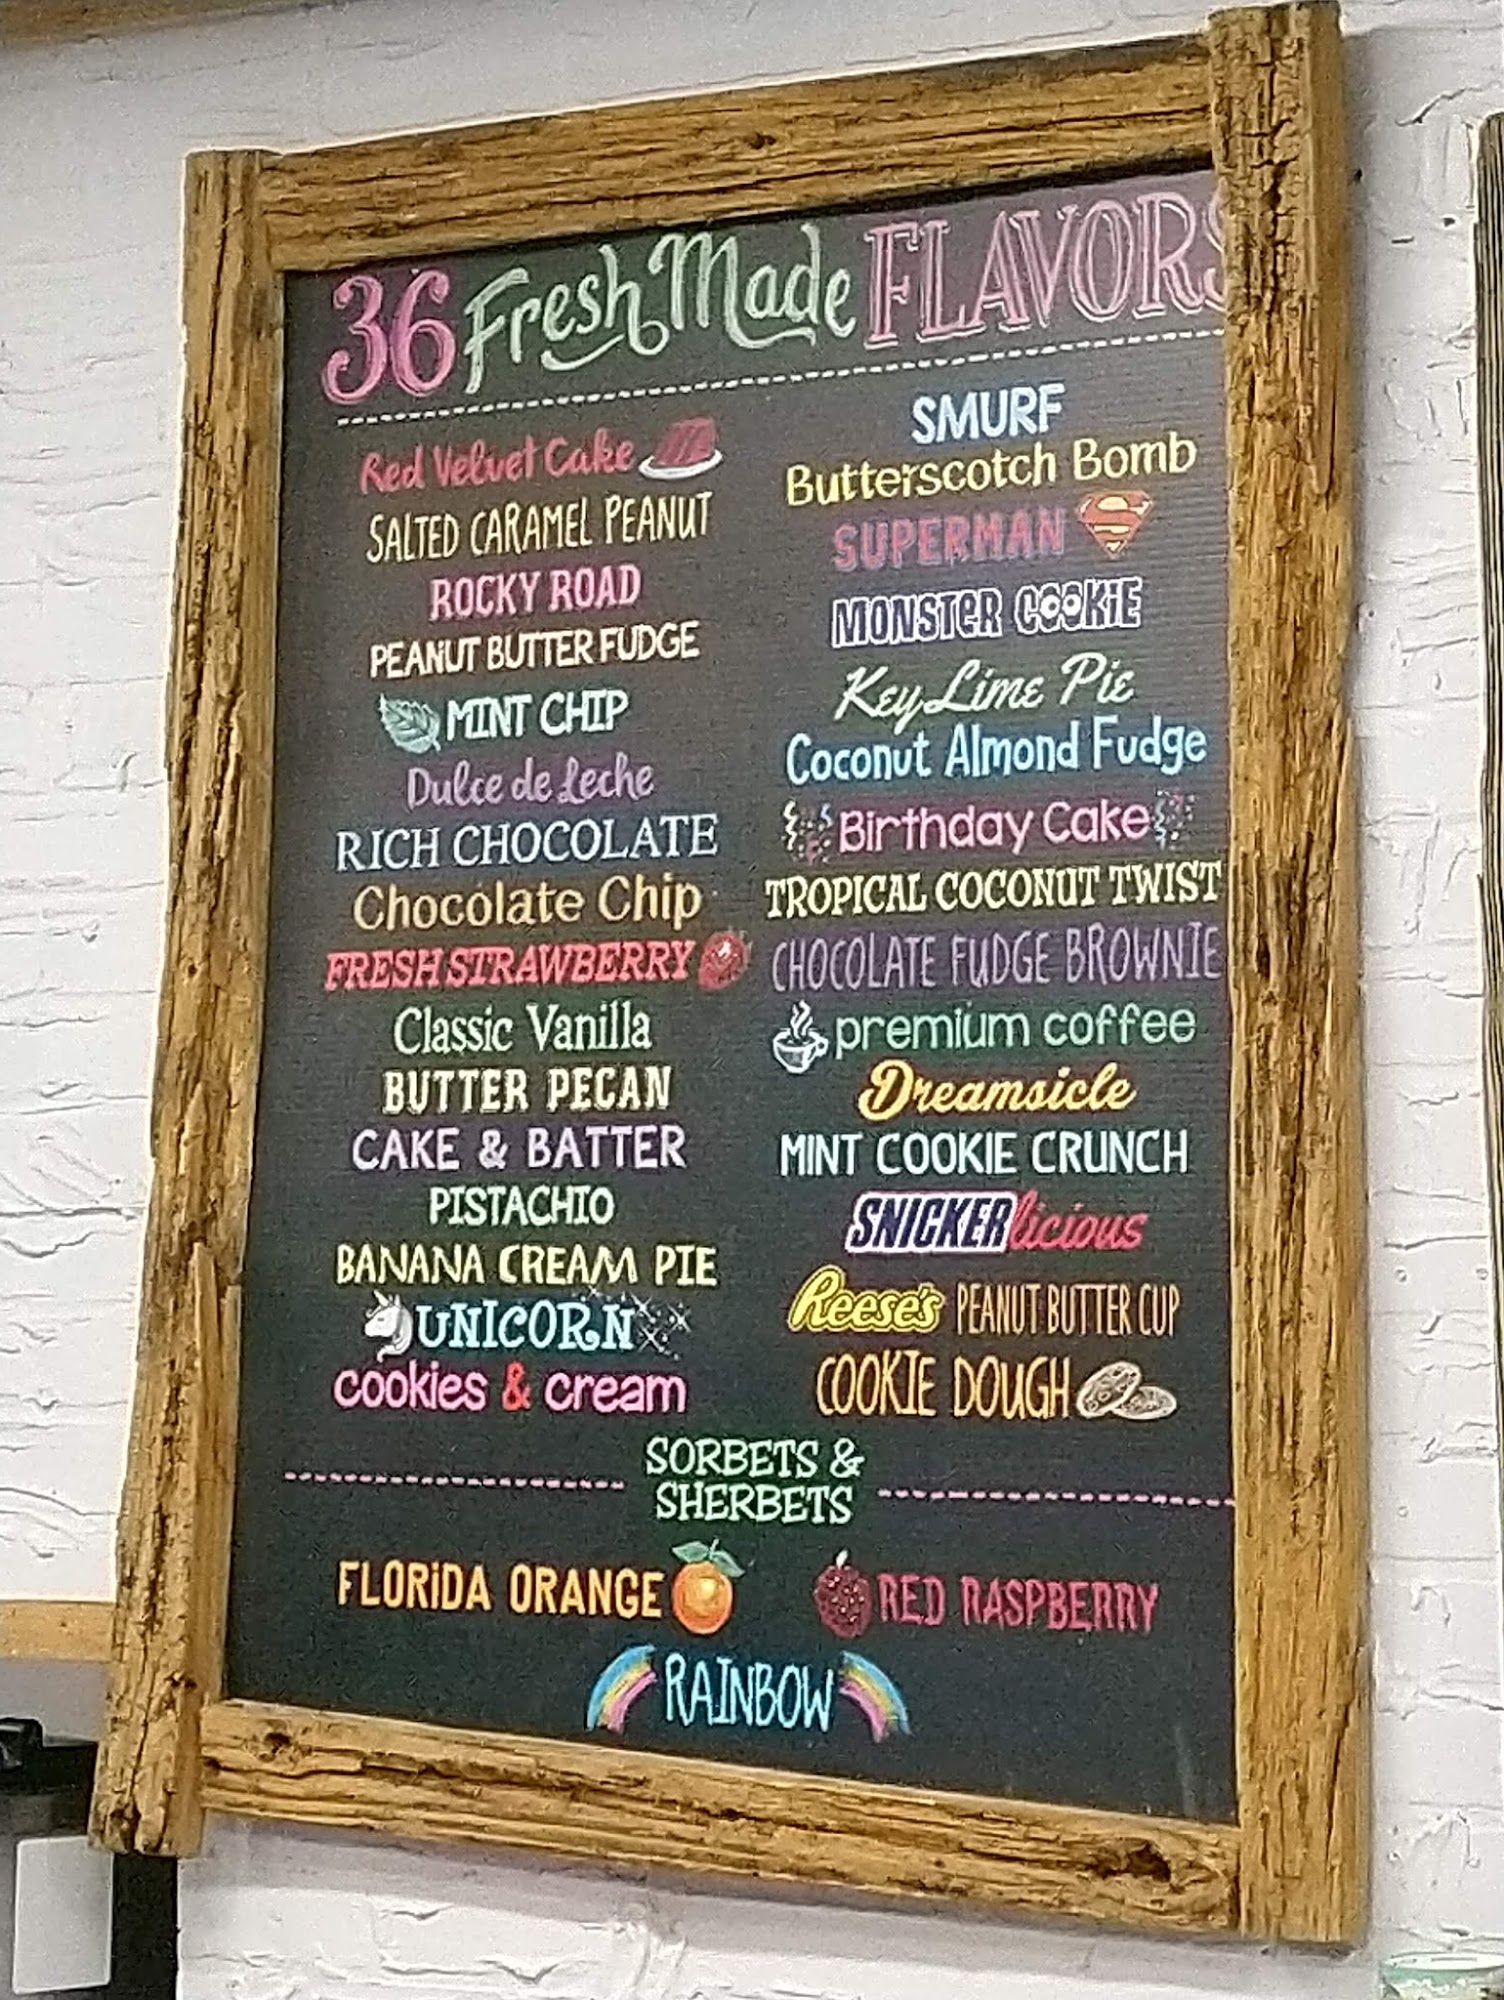 36 Fresh Made FLAVORS
Red Velvet Cake
SALTED CARAMEL PEANUT
ROCKY ROAD
PEANUT BUTTER FUDGE
MINT CHIP
Dulce de Leche
RICH CHOCOLATE
Chocolate Chip
FRESH STRAWBERRY
Classic Vanilla
BUTTER PECAN
CAKE & BATTER
PISTACHIO
BANANA CREAM PIE
UNICORN
cookies & cream
SMURF
Butterscotch Bomb
SUPERMAN S
MONSTER COOKiE
Key Lime Pie
Coconut Almond Fudge
Birthday Cake
TROPICAL COCONUT TWIST
CHOCOLATE FUDGE BROWNIE
premium coffee
Dreamsicle
MINT COOKIE CRUNCH
SNICKERlicious
Reese's PEANUT BUTTER CUP
COOKIE DOUGH
SORBETS &
SHERBETS
FLORiDA ORANGE
RED RASPBERRY
RAINBOW